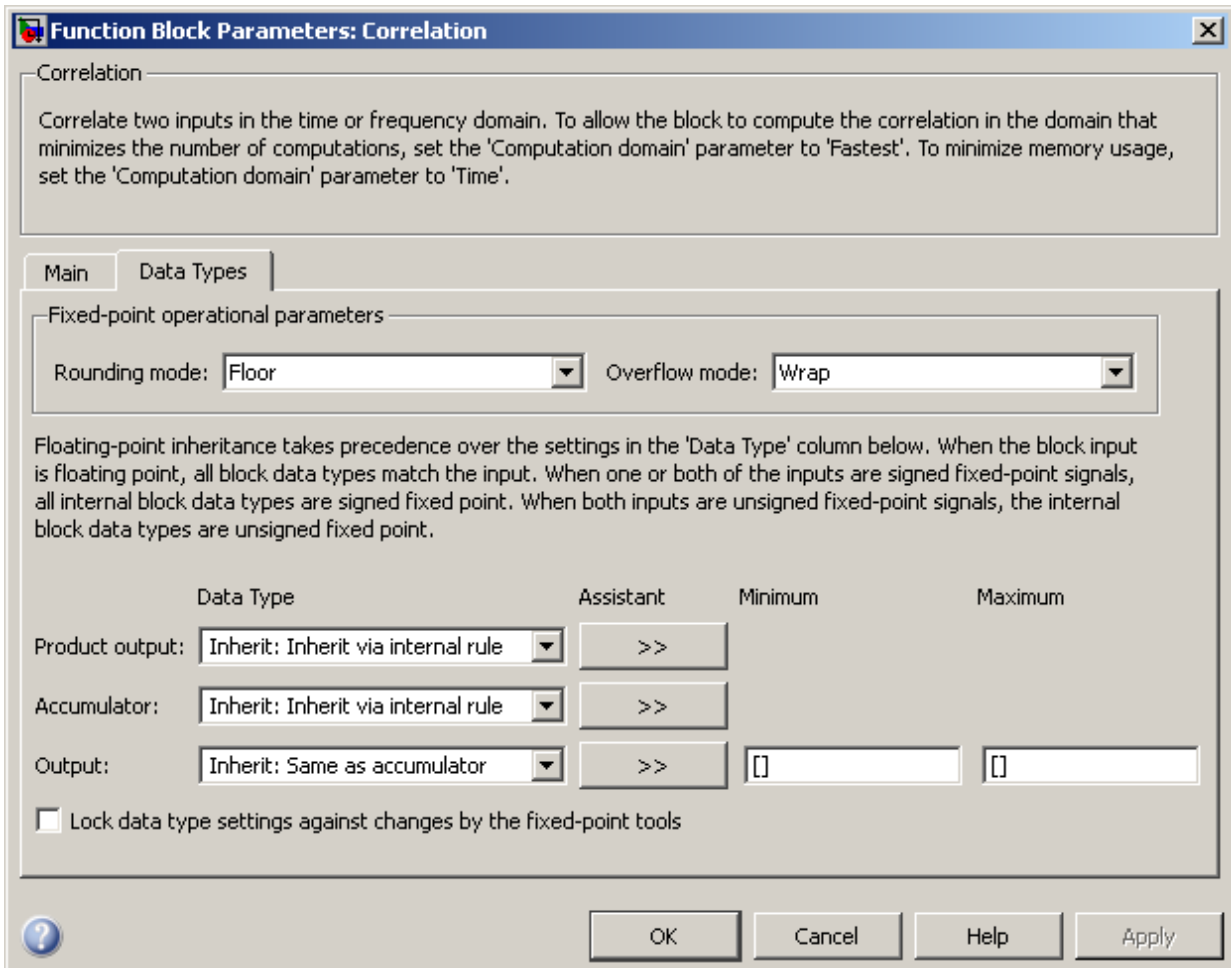 Function Block Parameters: Correlation
Correlation
Correlate two inputs in the time or frequency domain. To allow the block to compute the correlation in the domain that
minimizes the number of computations, set the 'Computation domain' parameter to 'Fastest'. To minimize memory usage,
set the 'Computation domain' parameter to 'Time'.
Main Data Types
Fixed-point operational parameters
Rounding mode: Floor Overflow mode: Wrap
Floating-point inheritance takes precedence over the settings in the 'Data Type' column below. When the block input
is floating point, all block data types match the input. When one or both of the inputs are signed fixed-point signals,
all internal block data types are signed fixed point. When both inputs are unsigned fixed-point signals, the internal
block data types are unsigned fixed point.
Data Type Assistant Minimum Maximum
Product output: Inherit: Inherit via internal rule >>
Accumulator: Inherit: Inherit via internal rule >>
Output: Inherit: Same as accumulator >> [] []
Lock data type settings against changes by the fixed-point tools
? OK Cancel Help Apply